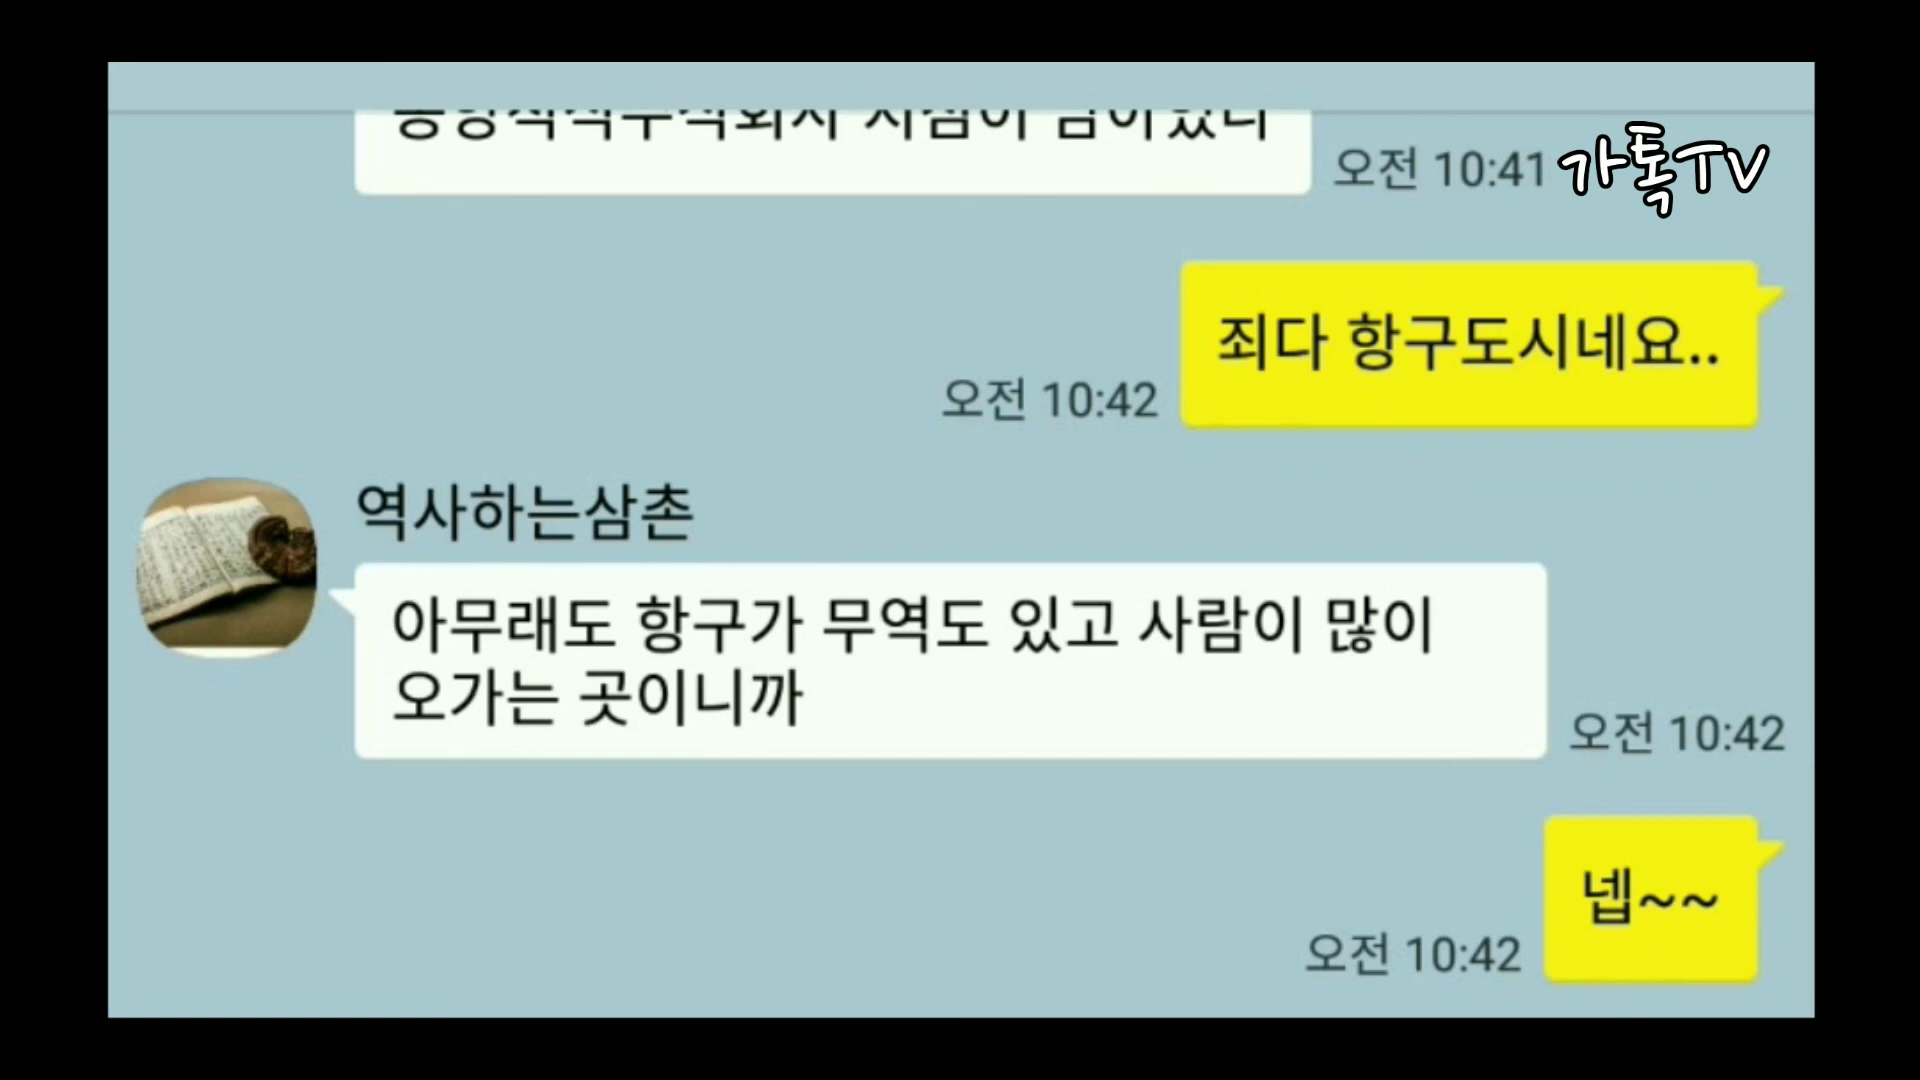 오전 10:41
가톡TV
죄다 항구도시네요..
오전 10:42
역사하는삼촌
아무래도 항구가 무역도 있고 사람이 많이
오가는 곳이니까
오전 10:42
넵~~
오전 10:42